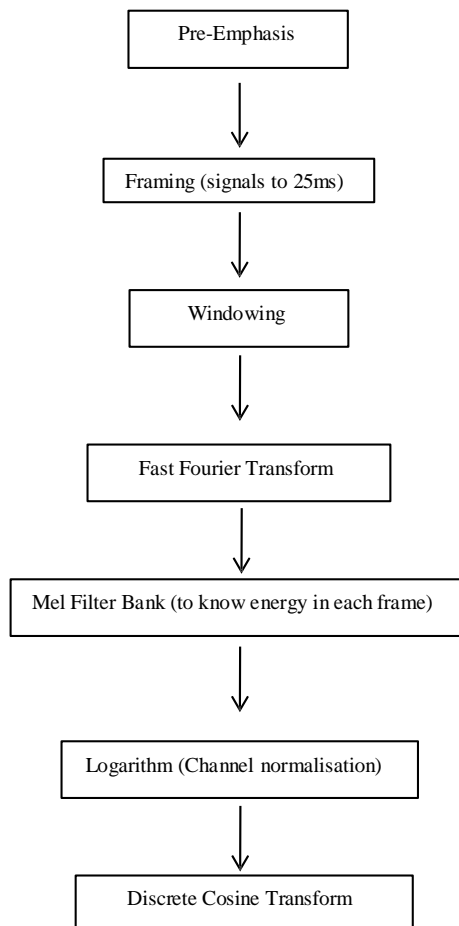 Pre-Emphasis
Framing (signals to 25ms)
Windowing
Fast Fourier Transform
Mel Filter Bank (to know energy in each frame)
Logarithm (Channel normalisation)
Discrete Cosine Transform